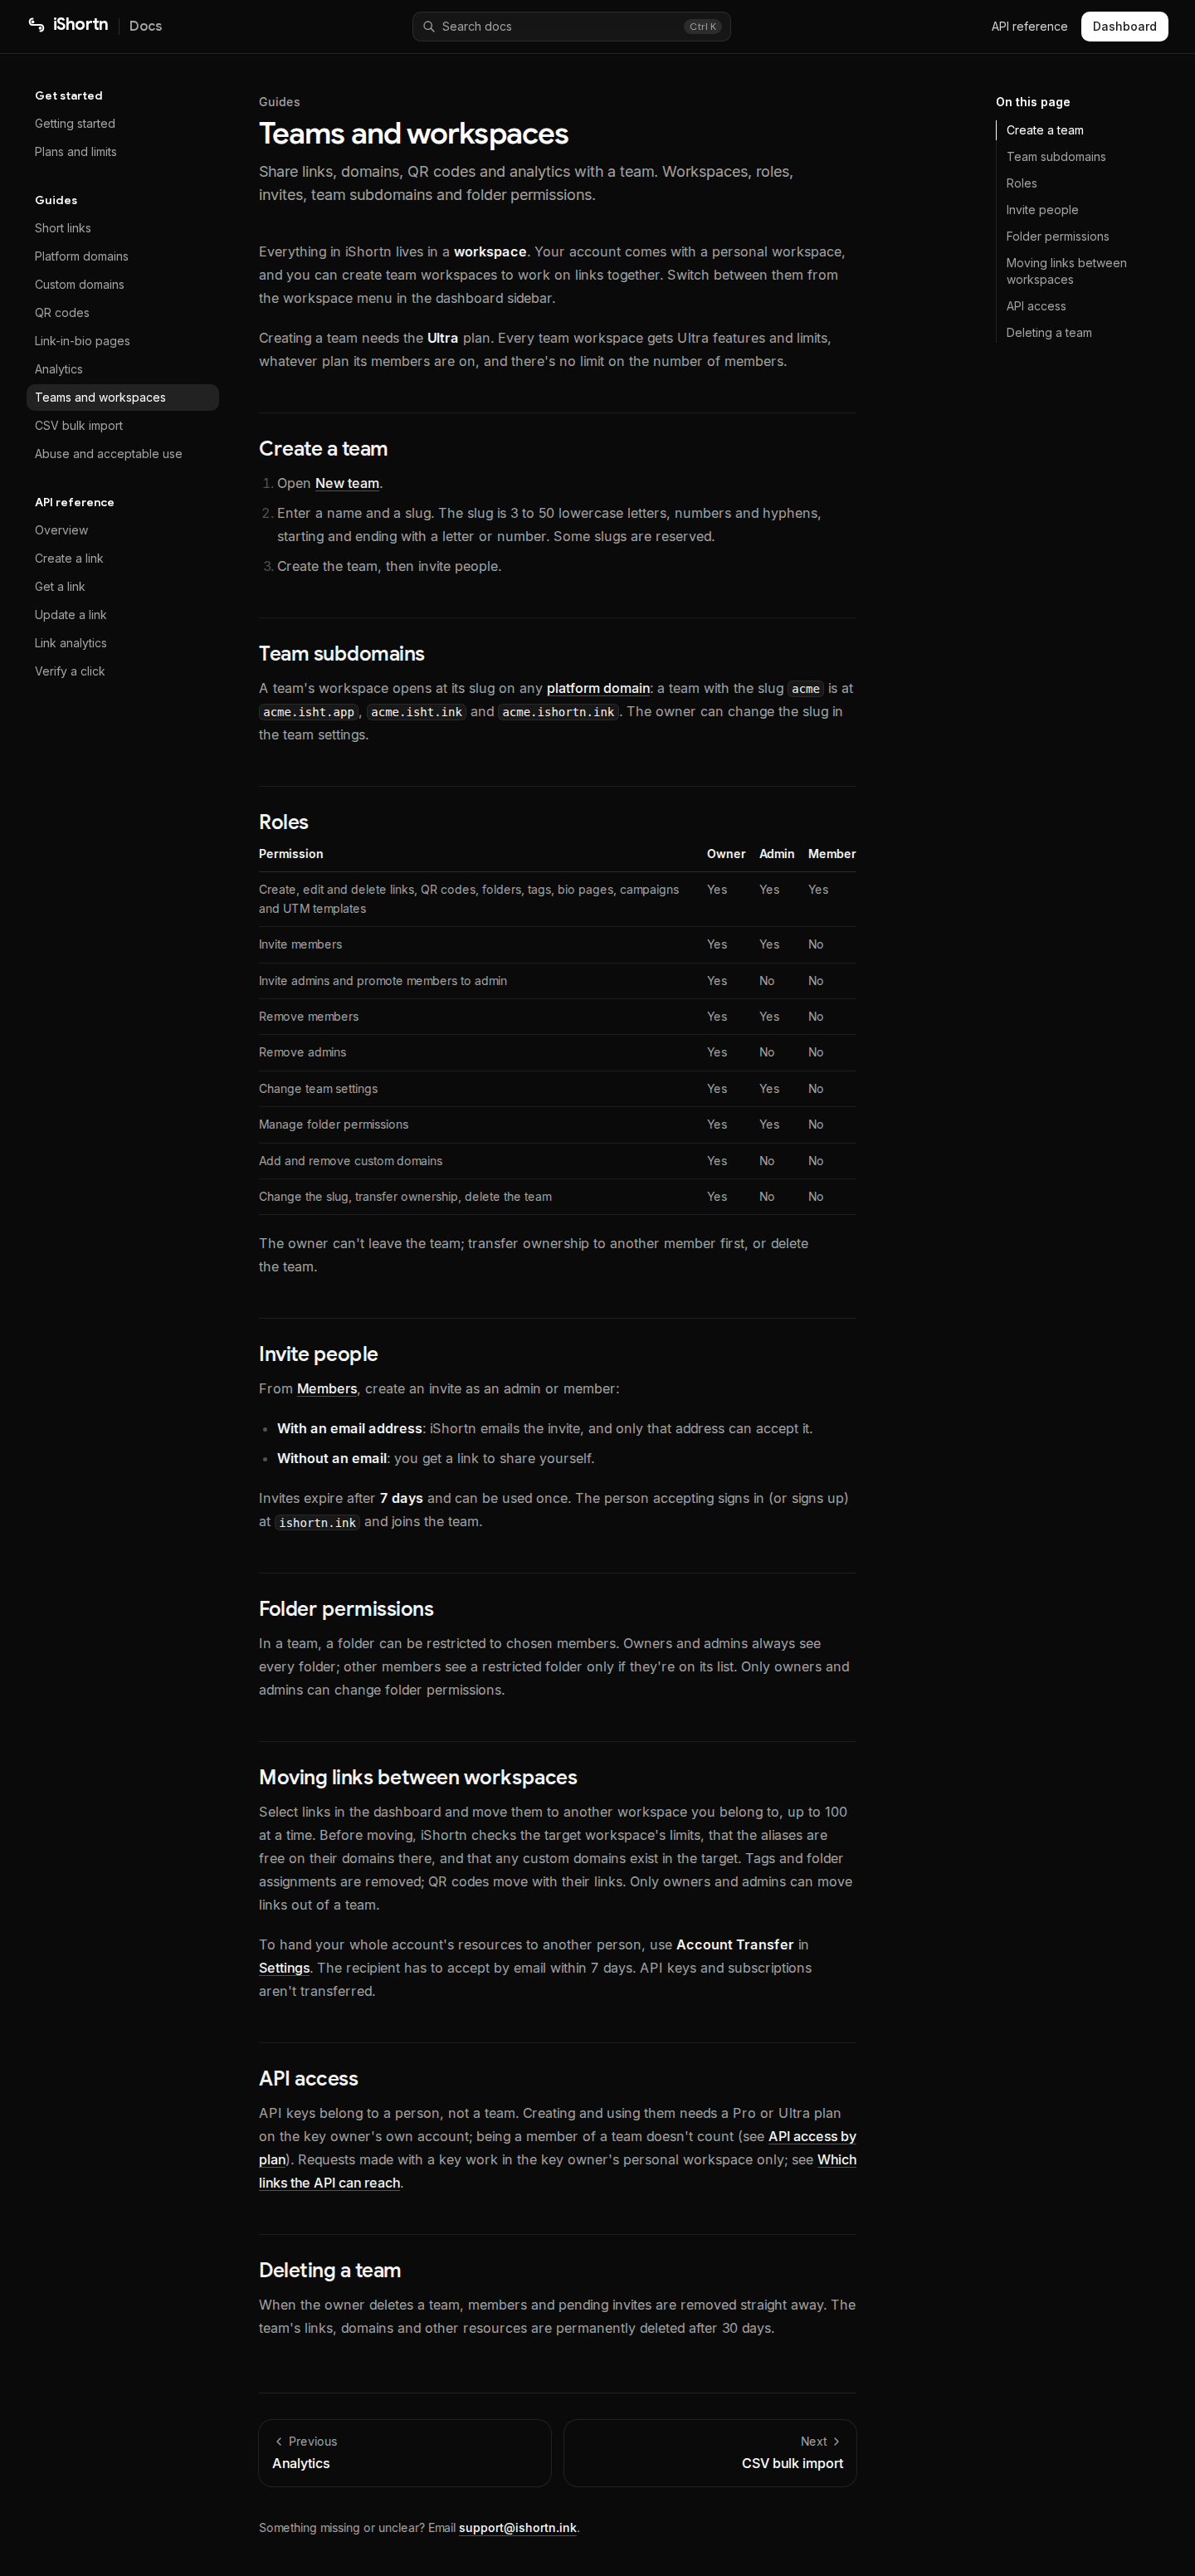 iShortn
Docs
Search docs
Ctrl K
API reference
Dashboard
Get started
Getting started
Plans and limits
Guides
Short links
Platform domains
Custom domains
QR codes
Link-in-bio pages
Analytics
Teams and workspaces
CSV bulk import
Abuse and acceptable use
API reference
Overview
Create a link
Get a link
Update a link
Link analytics
Verify a click
Guides
Teams and workspaces
Share links, domains, QR codes and analytics with a team. Workspaces, roles,
invites, team subdomains and folder permissions.
Everything in iShortn lives in a workspace. Your account comes with a personal workspace,
and you can create team workspaces to work on links together. Switch between them from
the workspace menu in the dashboard sidebar.
Creating a team needs the Ultra plan. Every team workspace gets Ultra features and limits,
whatever plan its members are on, and there's no limit on the number of members.
Create a team
1. Open New team.
2. Enter a name and a slug. The slug is 3 to 50 lowercase letters, numbers and hyphens,
starting and ending with a letter or number. Some slugs are reserved.
3. Create the team, then invite people.
Team subdomains
A team's workspace opens at its slug on any platform domain: a team with the slug acme is at
acme.isht.app, acme.isht.ink and acme.ishortn.ink. The owner can change the slug in
the team settings.
Roles
Permission Owner Admin Member
Create, edit and delete links, QR codes, folders, tags, bio pages, campaigns Yes Yes Yes
and UTM templates
Invite members Yes Yes No
Invite admins and promote members to admin Yes No No
Remove members Yes Yes No
Remove admins Yes No No
Change team settings Yes Yes No
Manage folder permissions Yes Yes No
Add and remove custom domains Yes No No
Change the slug, transfer ownership, delete the team Yes No No
The owner can't leave the team; transfer ownership to another member first, or delete
the team.
Invite people
From Members, create an invite as an admin or member:
• With an email address: iShortn emails the invite, and only that address can accept it.
• Without an email: you get a link to share yourself.
Invites expire after 7 days and can be used once. The person accepting signs in (or signs up)
at ishortn.ink and joins the team.
Folder permissions
In a team, a folder can be restricted to chosen members. Owners and admins always see
every folder; other members see a restricted folder only if they're on its list. Only owners and
admins can change folder permissions.
Moving links between workspaces
Select links in the dashboard and move them to another workspace you belong to, up to 100
at a time. Before moving, iShortn checks the target workspace's limits, that the aliases are
free on their domains there, and that any custom domains exist in the target. Tags and folder
assignments are removed; QR codes move with their links. Only owners and admins can move
links out of a team.
To hand your whole account's resources to another person, use Account Transfer in
Settings. The recipient has to accept by email within 7 days. API keys and subscriptions
aren't transferred.
API access
API keys belong to a person, not a team. Creating and using them needs a Pro or Ultra plan
on the key owner's own account; being a member of a team doesn't count (see API access by
plan). Requests made with a key work in the key owner's personal workspace only; see Which
links the API can reach.
Deleting a team
When the owner deletes a team, members and pending invites are removed straight away. The
team's links, domains and other resources are permanently deleted after 30 days.
Previous
Analytics
Next
CSV bulk import
Something missing or unclear? Email support@ishortn.ink.
On this page
Create a team
Team subdomains
Roles
Invite people
Folder permissions
Moving links between
workspaces
API access
Deleting a team